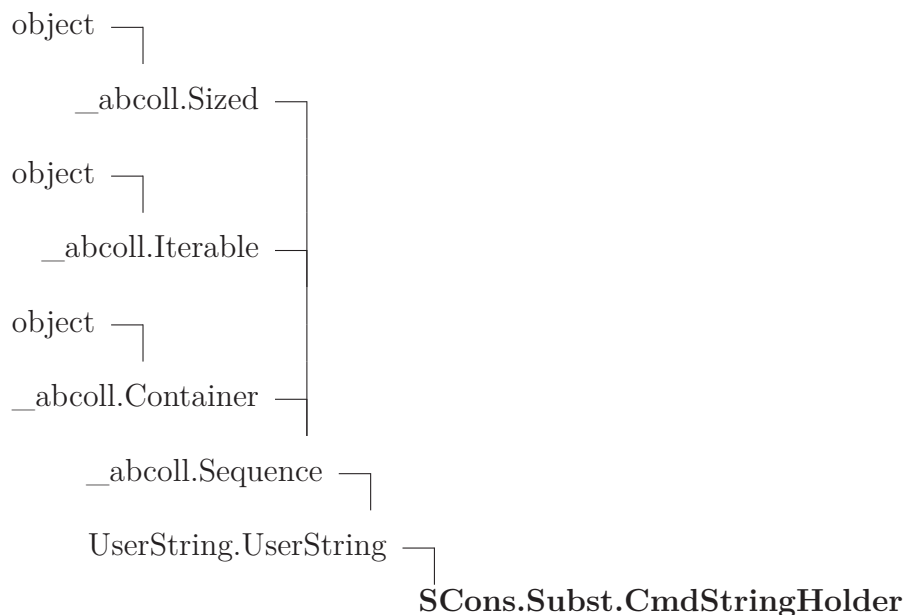 object
_abcoll.Sized
object
_abcoll.Iterable
object
_abcoll.Container
_abcoll.Sequence
UserString.UserString
SCons.Subst.CmdStringHolder